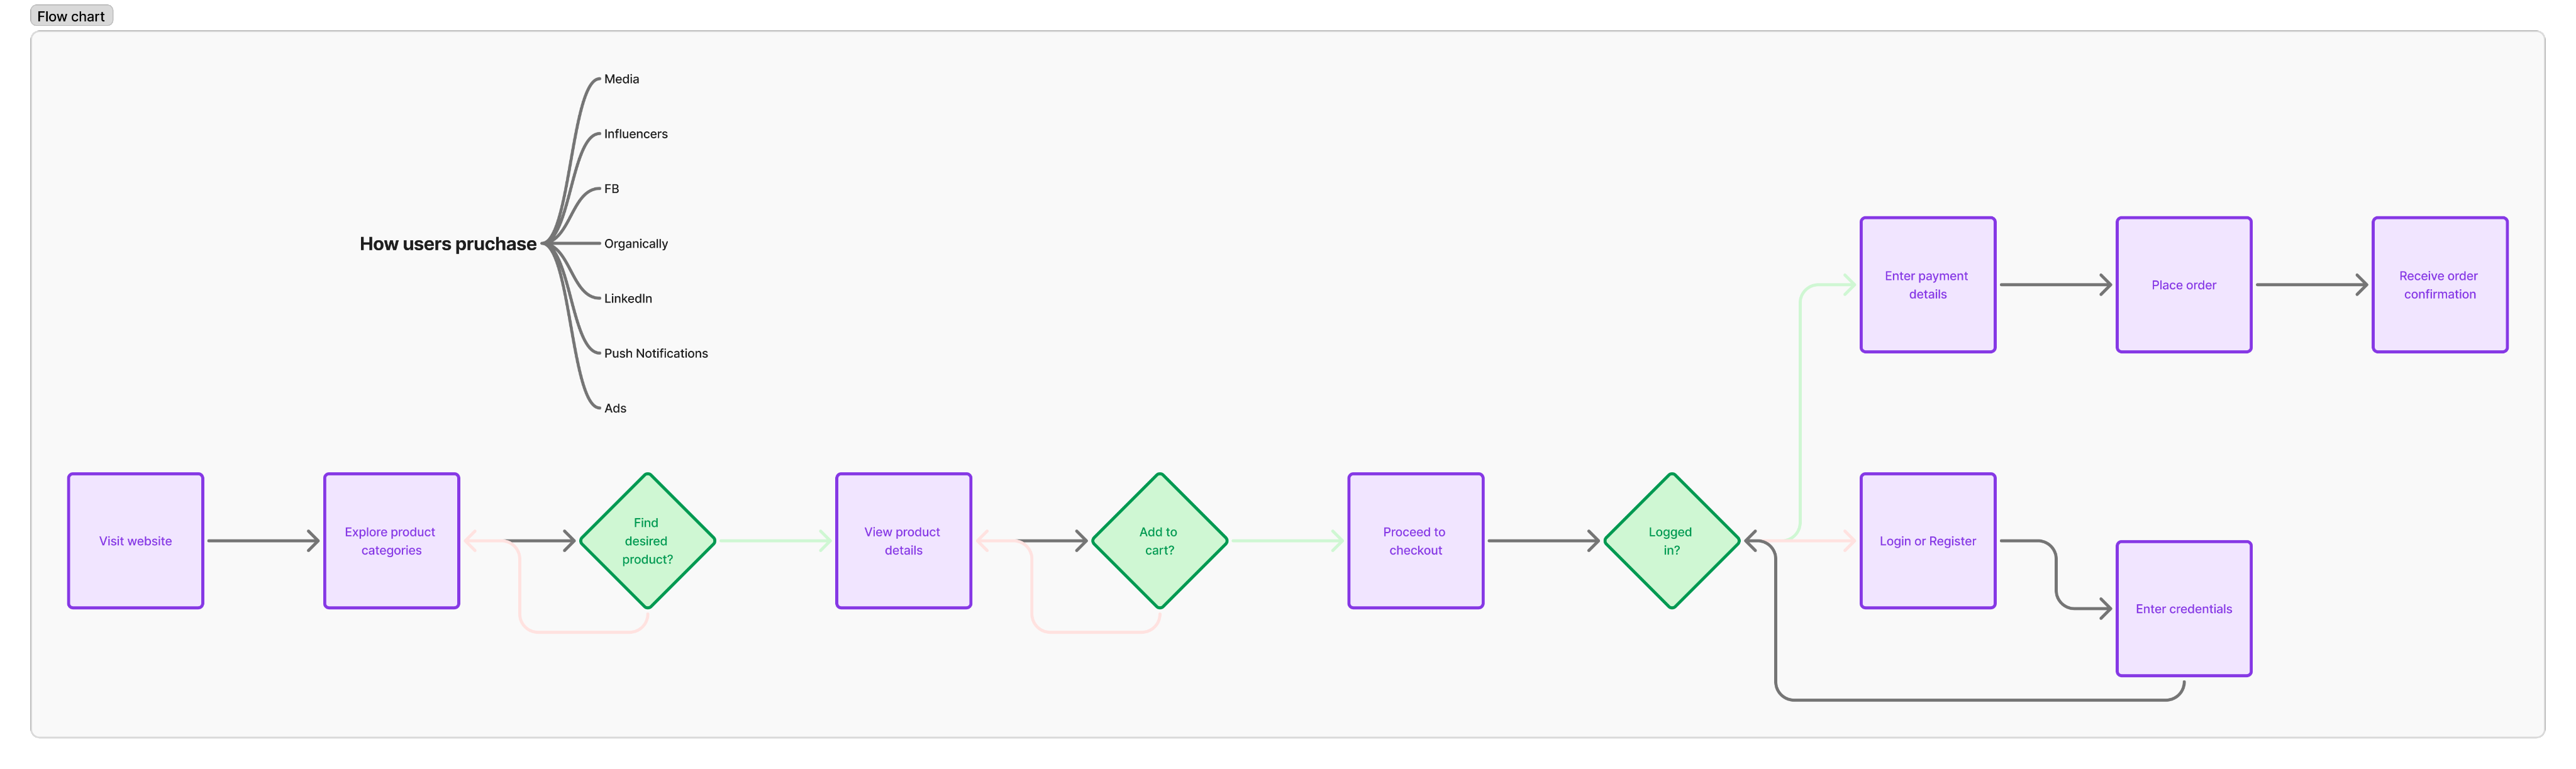 Flow chart
Media
Influencers
FB
How users pruchase
Organically
LinkedIn
Push Notifications
Ads
Enter payment
details
Place order
Receive order
confirmation
Visit website
Explore product
categories
Find
desired
product?
View product
details
Add to
cart?
Proceed to
checkout
Logged
in?
Login or Register
Enter credentials